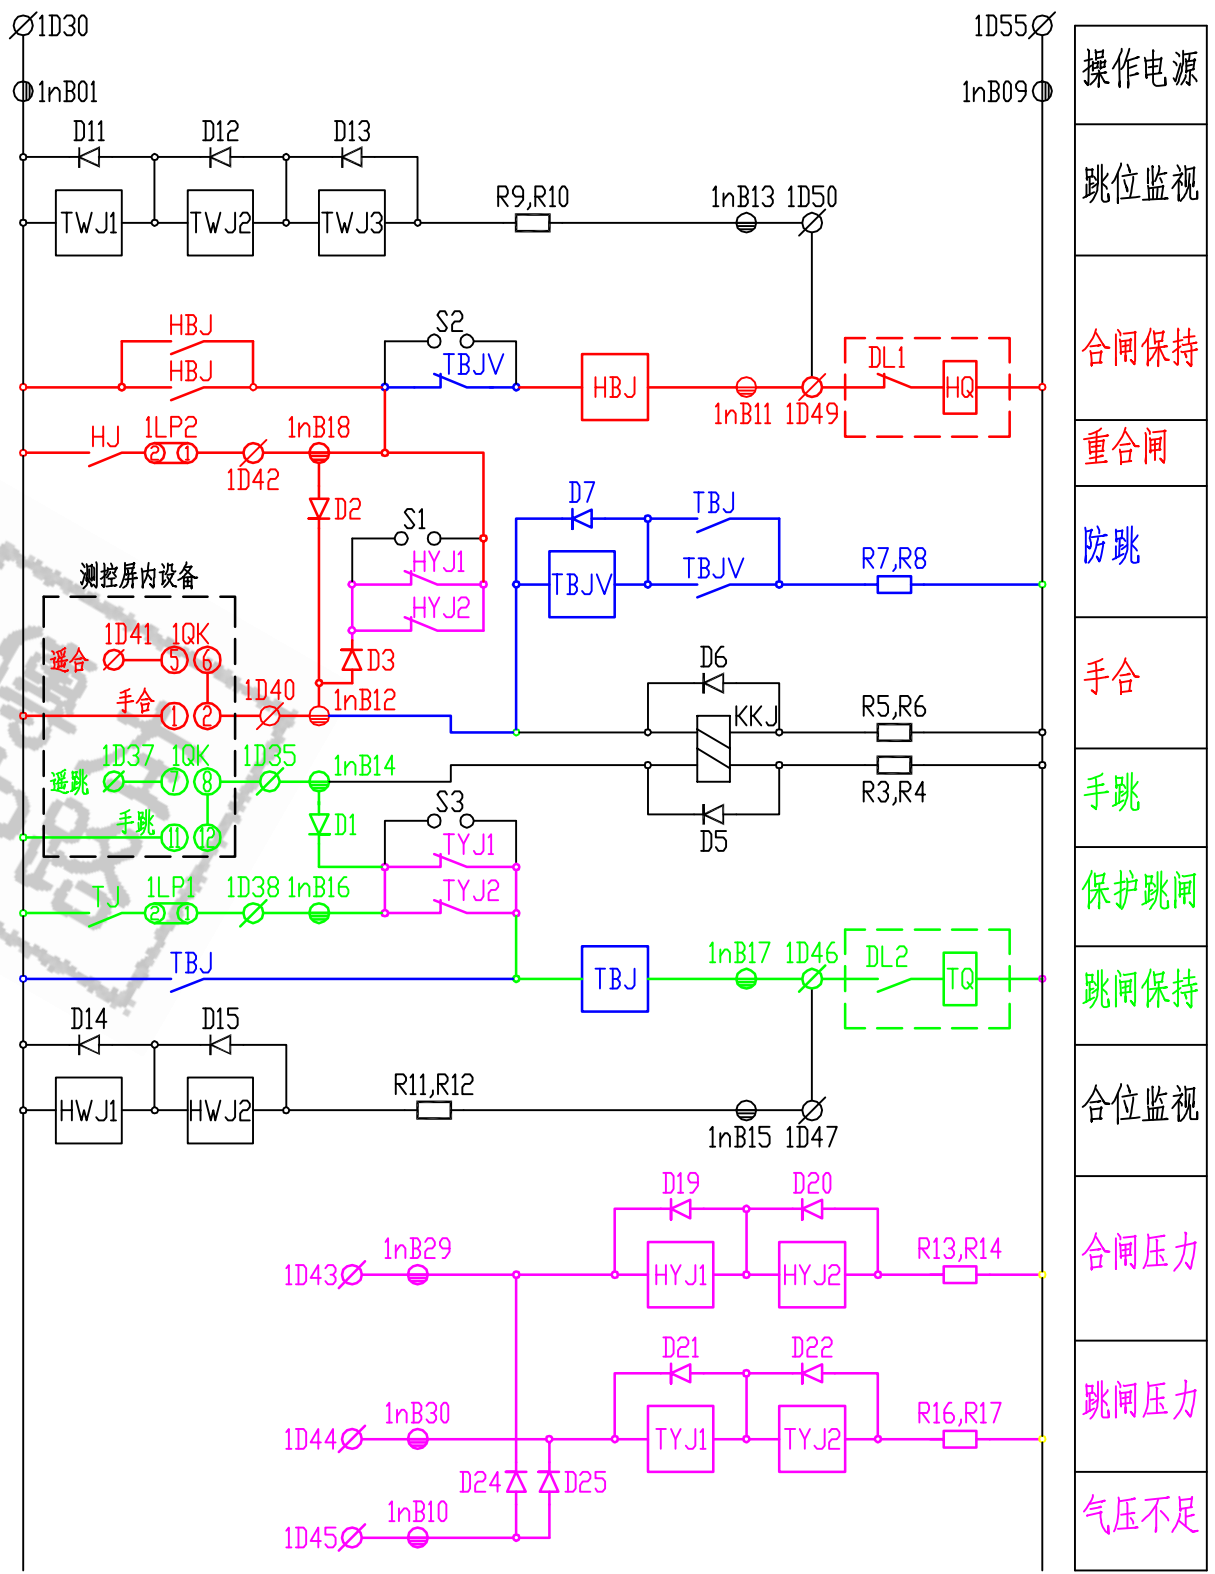 1D30
1D55
操作电源
1nB01
1nB09
D11 D12 D13
跳位监视
TWJ1 TWJ2 TWJ3 R9,R10 1nB13 1D50
HBJ S2
HBJ TBJV HBJ 1nB11 1D49 DL1 HQ
合闸保持
HJ 1LP2 1D42 1nB18
重合闸
D2 S1 D7 TBJ
HYJ1 TBJV TBJV R7,R8
防跳
测控屏内设备
HYJ2
1D41 1QK
遥合 5 6 D3 D6
手合
手合 1 2 1D40 1nB12 KKJ R5,R6
1D37 1QK 1D35 1nB14
遥跳 7 8 R3,R4
手跳
手跳 11 12 D1 S3 D5
TYJ1
TJ 1LP1 1D38 1nB16 TYJ2
保护跳闸
TBJ TBJ 1nB17 1D46 DL2 TQ
跳闸保持
D14 D15
HWJ1 HWJ2 R11,R12 1nB15 1D47
合位监视
D19 D20
1D43 1nB29 HYJ1 HYJ2 R13,R14
合闸压力
D21 D22
1D44 1nB30 TYJ1 TYJ2 R16,R17
跳闸压力
D24 D25
1D45 1nB10
气压不足